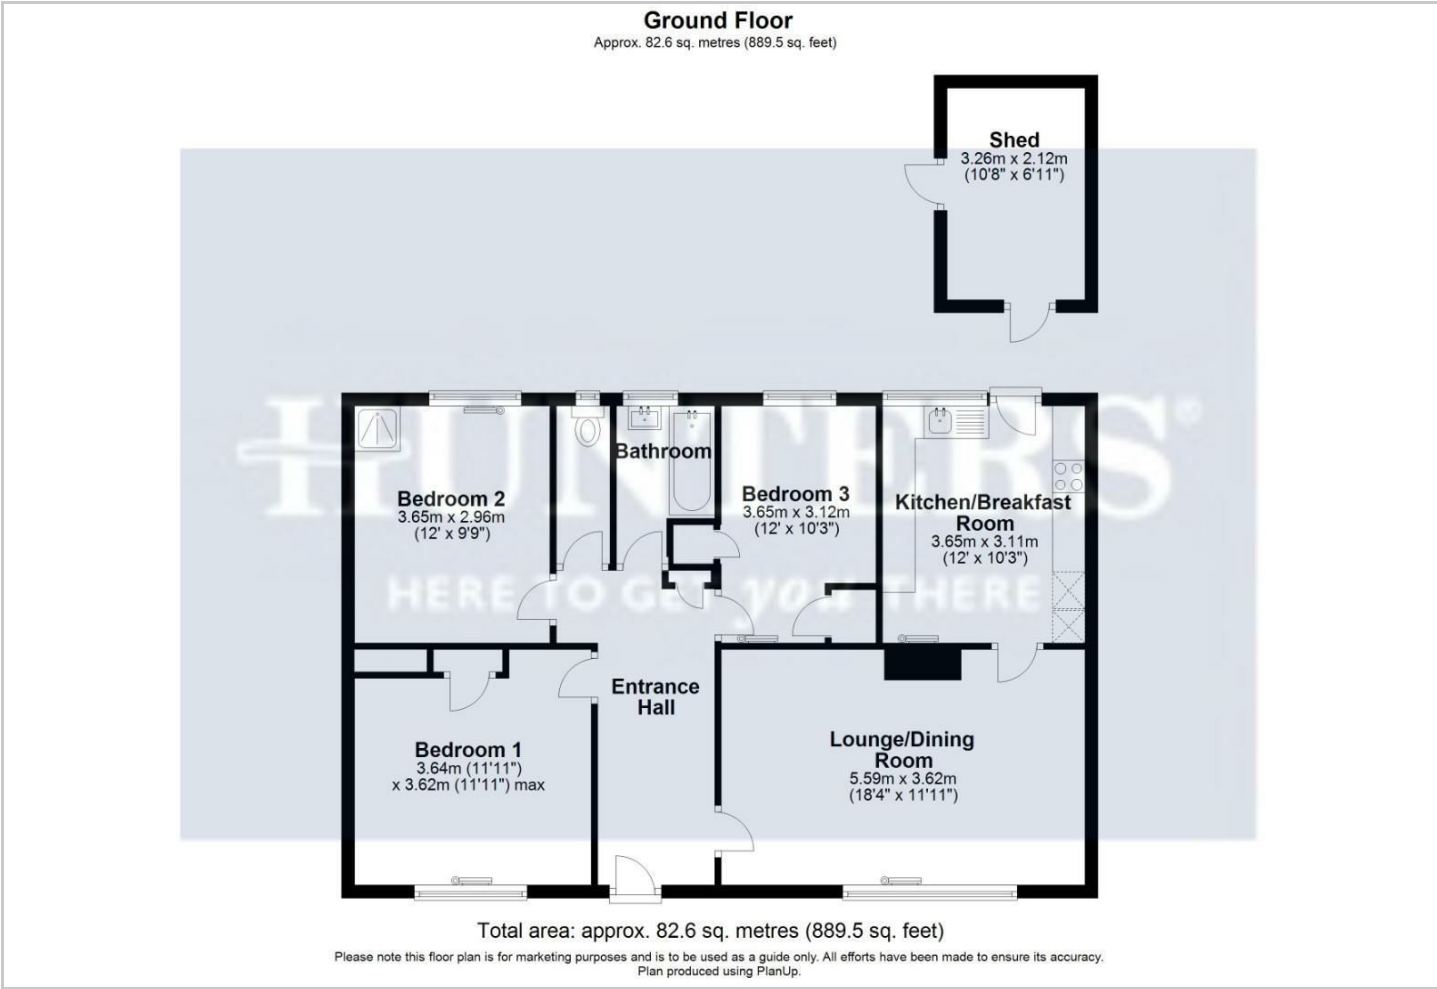 Ground Floor
Approx. 82.6 sq. metres (889.5 sq. feet)
Shed
3.26m x 2.12m
(10'8" x 6'11")
HUNTERS®
HERE TO GET you THERE
Bedroom 2
3.65m x 2.96m
(12' x 9'9")
Bathroom
Bedroom 3
3.65m x 3.12m
(12' x 10'3")
Kitchen/Breakfast
Room
3.65m x 3.11m
(12' x 10'3")
Entrance
Hall
Bedroom 1
3.64m (11'11")
x 3.62m (11'11") max
Lounge/Dining
Room
5.59m x 3.62m
(18'4" x 11'11")
Total area: approx. 82.6 sq. metres (889.5 sq. feet)
Please note this floor plan is for marketing purposes and is to be used as a guide only. All efforts have been made to ensure its accuracy.
Plan produced using PlanUp.